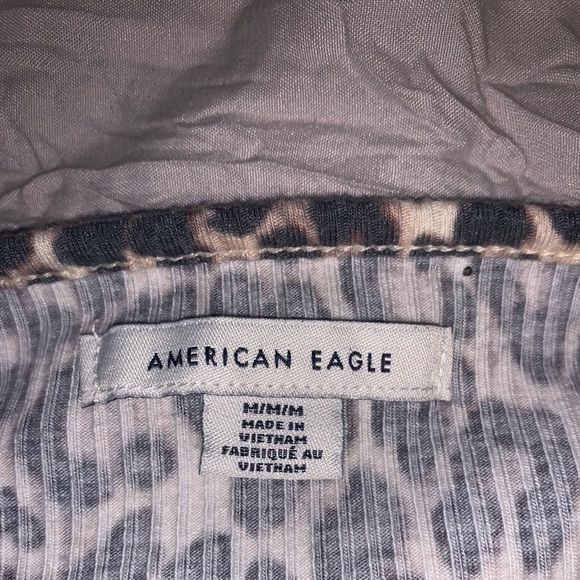 AMERICAN EAGLE
M/M/M
MADE IN
VIETNAM
FABRIQUÉ AU
VIETNAM